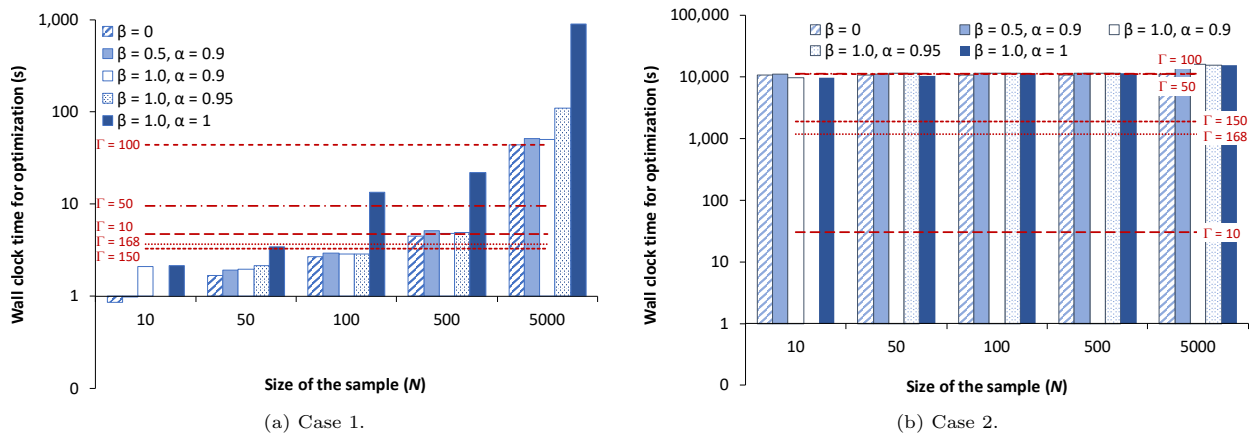 Wall clock time for optimization (s)
1,000
100
10
1
0
β = 0
β = 0.5, α = 0.9
β = 1.0, α = 0.9
β = 1.0, α = 0.95
β = 1.0, α = 1
Γ = 100
Γ = 50
Γ = 10
Γ = 168
Γ = 150
10 50 100 500 5000
Size of the sample (N)
(a) Case 1.
Wall clock time for optimization (s)
100,000
10,000
1,000
100
10
1
0
β = 0 β = 0.5, α = 0.9 β = 1.0, α = 0.9
β = 1.0, α = 0.95 β = 1.0, α = 1
Γ = 100
Γ = 50
Γ = 150
Γ = 168
Γ = 10
10 50 100 500 5000
Size of the sample (N)
(b) Case 2.